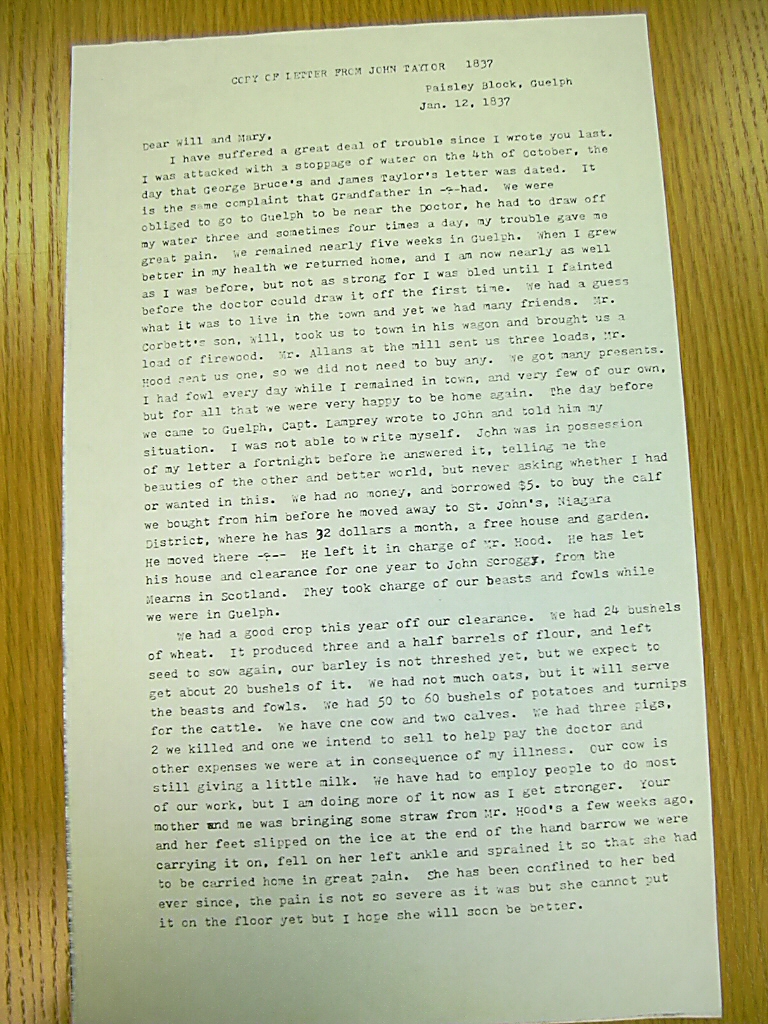 COPY OF LETTER FROM JOHN TAYLOR 1837
Paisley Block, Guelph
Jan. 12, 1837
Dear Will and Mary,
I have suffered a great deal of trouble since I wrote you last.
I was attacked with a stoppage of water on the 4th of October, the
day that George Bruce's and James Taylor's letter was dated. It
is the same complaint that Grandfather in -?-had. We were
obliged to go to Guelph to be near the Doctor, he had to draw off
my water three and sometimes four times a day, my trouble gave me
great pain. We remained nearly five weeks in Guelph. When I grew
better in my health we returned home, and I am now nearly as well
as I was before, but not as strong for I was bled until I fainted
before the doctor could draw it off the first time. We had a guess
what it was to live in the town and yet we had many friends. Mr.
Corbett's son, Will, took us to town in his wagon and brought us a
load of firewood. Mr. Allans at the mill sent us three loads, Mr.
Hood sent us one, so we did not need to buy any. We got many presents.
I had fowl every day while I remained in town, and very few of our own,
but for all that we were very happy to be home again. The day before
we came to Guelph, Capt. Lamprey wrote to John and told him my
situation. I was not able to write myself. John was in possession
of my letter a fortnight before he answered it, telling me the
beauties of the other and better world, but never asking whether I had
or wanted in this. We had no money, and borrowed $5. to buy the calf
we bought from him before he moved away to St. John's, Niagara
District, where he has 32 dollars a month, a free house and garden.
He moved there -?-- He left it in charge of Mr. Hood. He has let
his house and clearance for one year to John Scroggy, from the
Mearns in Scotland. They took charge of our beasts and fowls while
we were in Guelph.
We had a good crop this year off our clearance. We had 24 bushels
of wheat. It produced three and a half barrels of flour, and left
seed to sow again, our barley is not threshed yet, but we expect to
get about 20 bushels of it. We had not much oats, but it will serve
the beasts and fowls. We had 50 to 60 bushels of potatoes and turnips
for the cattle. We have one cow and two calves. We had three pigs,
2 we killed and one we intend to sell to help pay the doctor and
other expenses we were at in consequence of my illness. Our cow is
still giving a little milk. We have had to employ people to do most
of our work, but I am doing more of it now as I get stronger. Your
mother and me was bringing some straw from Mr. Hood's a few weeks ago,
and her feet slipped on the ice at the end of the hand barrow we were
carrying it on, fell on her left ankle and sprained it so that she had
to be carried home in great pain. She has been confined to her bed
ever since, the pain is not so severe as it was but she cannot put
it on the floor yet but I hope she will soon be better.